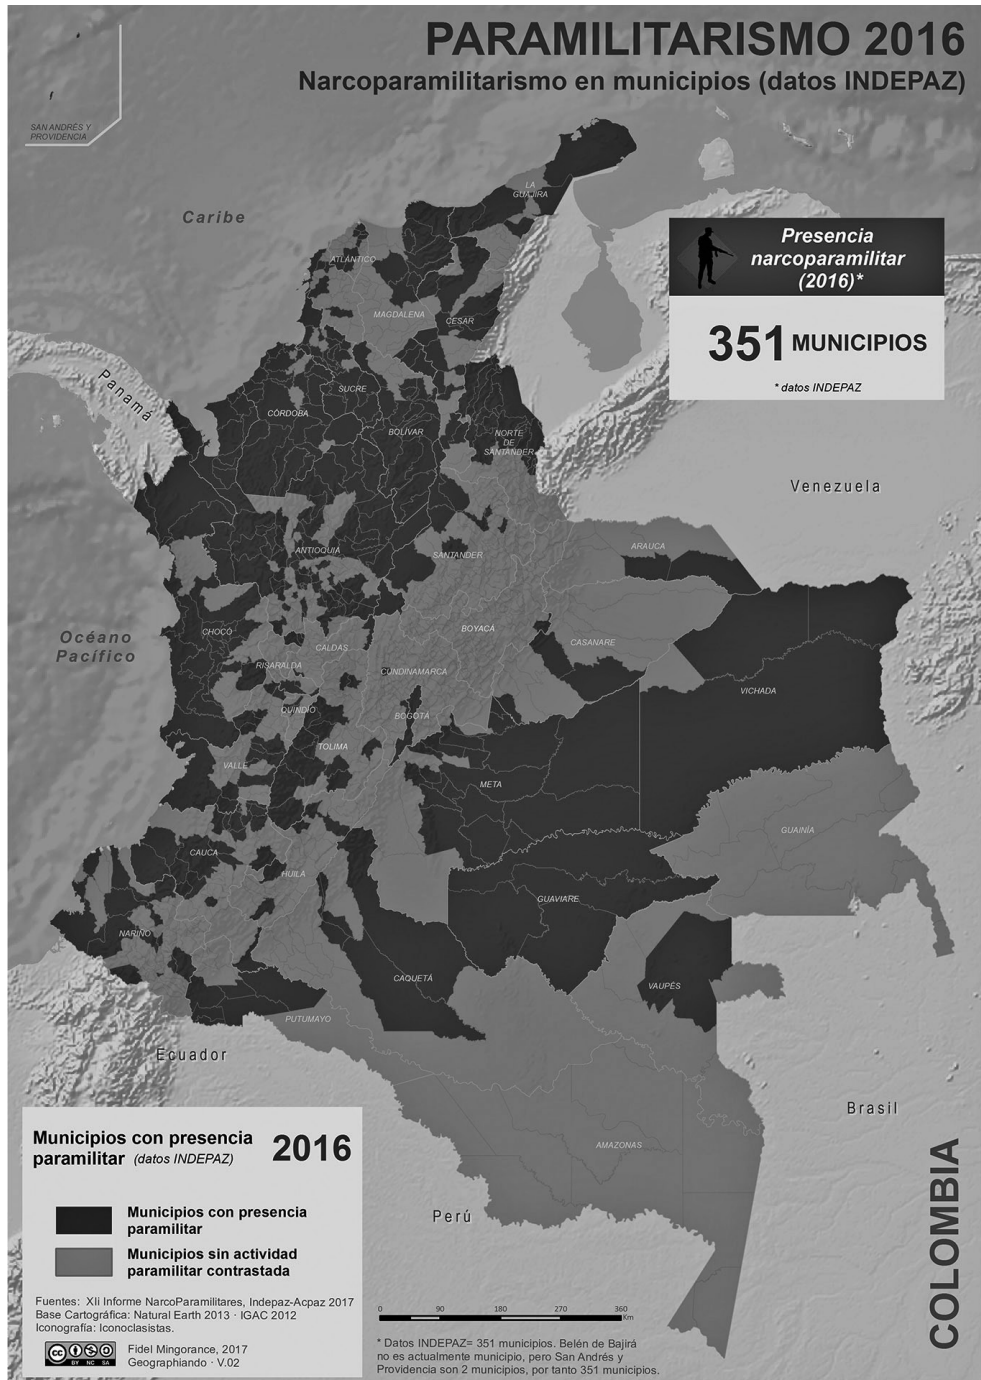 PARAMILITARISMO 2016
Narcoparamilitarismo en municipios (datos INDEPAZ)
SAN ANDRÉS Y
PROVIDENCIA
Caribe
LA
GUAJIRA
Presencia
narcoparamilitar
(2016)*
351 MUNICIPIOS
* datos INDEPAZ
ATLÁNTICO
MAGDALENA
CESAR
Panamá
SUCRE
CÓRDOBA
BOLÍVAR
NORTE
DE
SANTANDER
Venezuela
ANTIOQUIA
SANTANDER
ARAUCA
Océano
Pacífico
CHOCÓ
CALDAS
BOYACÁ
CASANARE
RISARALDA
CUNDINAMARCA
VICHADA
QUINDIO
BOGOTÁ
TOLIMA
VALLE
META
GUAINÍA
CAUCA
HUILA
GUAVIARE
NARIÑO
CAQUETÁ
VAUPÉS
PUTUMAYO
Ecuador
Brasil
AMAZONAS
Perú
COLOMBIA
Municipios con presencia
paramilitar (datos INDEPAZ) 2016
Municipios con presencia
paramilitar
Municipios sin actividad
paramilitar contrastada
Fuentes: XIi Informe NarcoParamilitares, Indepaz-Acpaz 2017
Base Cartográfica: Natural Earth 2013 · IGAC 2012
Iconografía: Iconoclasistas.
cc BY NC SA
Fidel Mingorance, 2017
Geographiando · V.02
0 90 180 270 360
Km
* Datos INDEPAZ= 351 municipios. Belén de Bajirá
no es actualmente municipio, pero San Andrés y
Providencia son 2 municipios, por tanto 351 municipios.